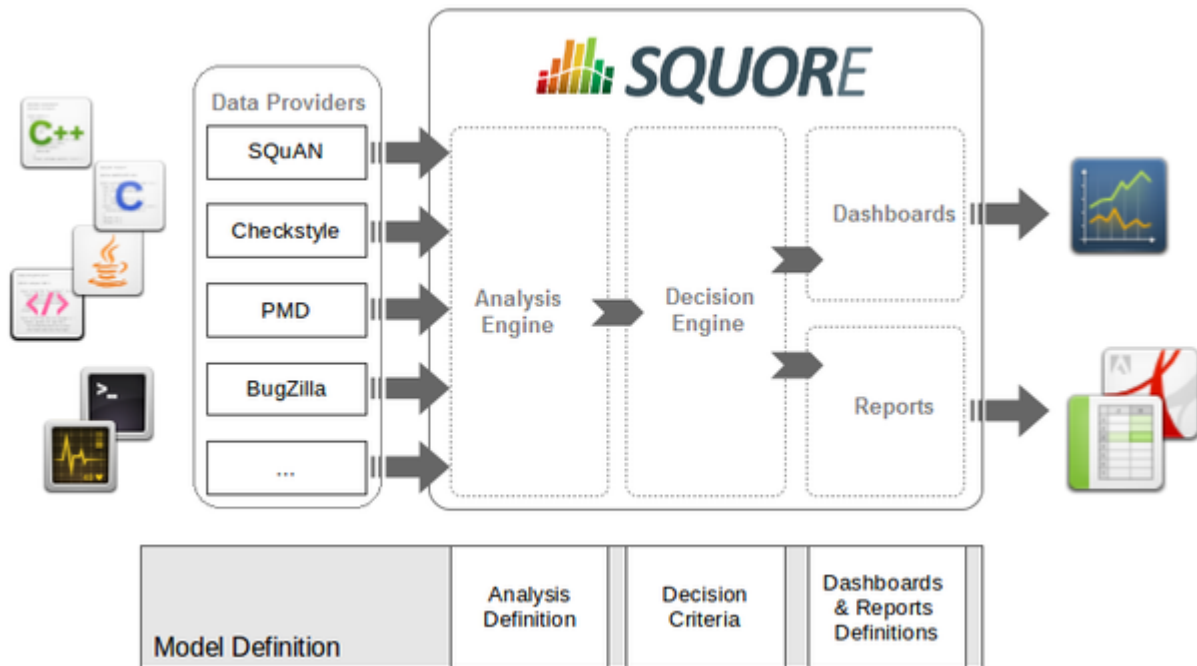 SQUORE
Data Providers
C++
C
</>
>_
SQuAN
Checkstyle
PMD
BugZilla
...
Analysis
Engine
Decision
Engine
Dashboards
Reports
Model Definition
Analysis
Definition
Decision
Criteria
Dashboards
& Reports
Definitions